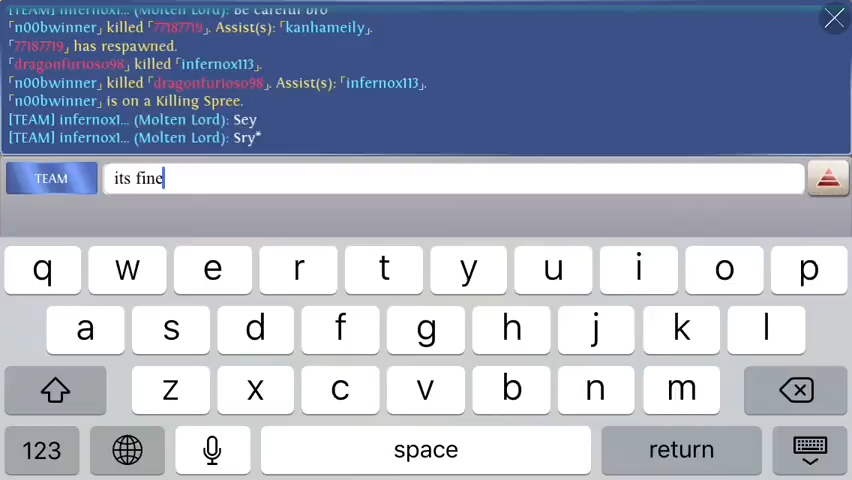 [TEAM] infernox1... (Molten Lord): Be careful bro
「n00bwinner」 killed 「77187719」. Assist(s): 「kanhameily」.
「77187719」 has respawned.
「dragonfurioso98」 killed 「infernox113」.
「n00bwinner」 killed 「dragonfurioso98」. Assist(s): 「infernox113」.
「n00bwinner」 is on a Killing Spree.
[TEAM] infernox1... (Molten Lord): Sey
[TEAM] infernox1... (Molten Lord): Sry*
TEAM its fine
q w e r t y u i o p
a s d f g h j k l
z x c v b n m
123 space return